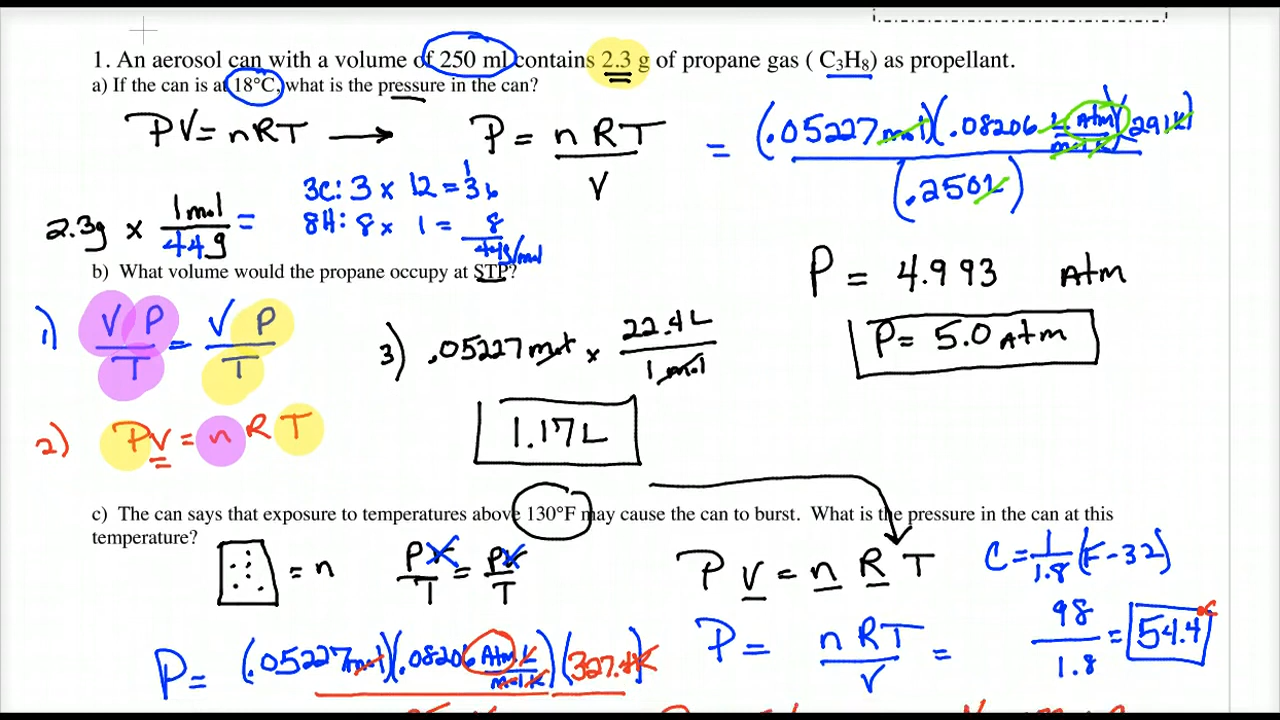 1. An aerosol can with a volume of 250 ml contains 2.3 g of propane gas ( C₃H₈) as propellant.
a) If the can is at 18°C, what is the pressure in the can?
PV = nRT → P = nRT / V = (.05227 mol)(.08206 L Atm / mol K)(291K) / (.250L)
3C: 3 x 12 = 36
8H: 8 x 1 = 8
44 g/mol
2.3g x 1 mol / 44g =
P = 4.993 Atm
P = 5.0 Atm
b) What volume would the propane occupy at STP?
1) VP / T = VP / T
2) PV = nRT
3) .05227 mol x 22.4L / 1 mol
1.17L
c) The can says that exposure to temperatures above 130°F may cause the can to burst. What is the pressure in the can at this
temperature?
= n
PV / T = PV / T
PV = nRT
C = 1 / 1.8 (F - 32)
98 / 1.8 = 54.4 °C
P = nRT / V =
P = (.05227 mol)(.08206 Atm L / mol K)(327.4K)